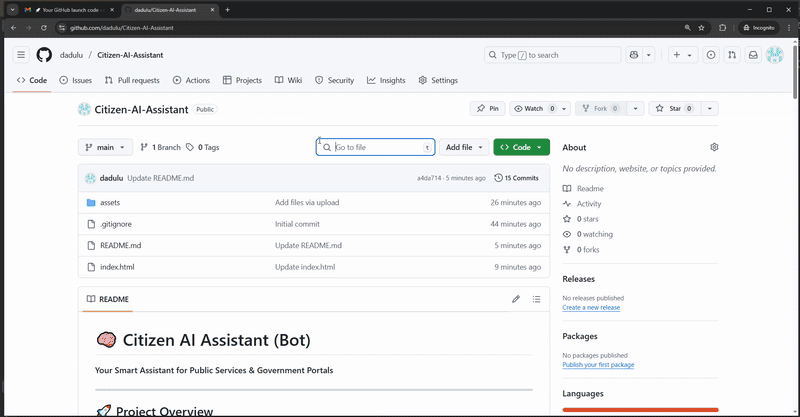 Your GitHub launch code
dadulu/Citizen-AI-Assistant
github.com/dadulu/Citizen-AI-Assistant
Incognito
dadulu / Citizen-AI-Assistant
Type / to search
Code Issues Pull requests Actions Projects Wiki Security Insights Settings
Citizen-AI-Assistant Public
Pin Watch 0 Fork 0 Star 0
main 1 Branch 0 Tags
Go to file t
Add file Code
dadulu Update README.md a4da714 · 5 minutes ago 15 Commits
assets Add files via upload 26 minutes ago
.gitignore Initial commit 44 minutes ago
README.md Update README.md 5 minutes ago
index.html Update index.html 9 minutes ago
README
🧠 Citizen AI Assistant (Bot)
Your Smart Assistant for Public Services & Government Portals
🚀 Project Overview
About
No description, website, or topics provided.
Readme
Activity
0 stars
0 watching
0 forks
Releases
No releases published
Create a new release
Packages
No packages published
Publish your first package
Languages